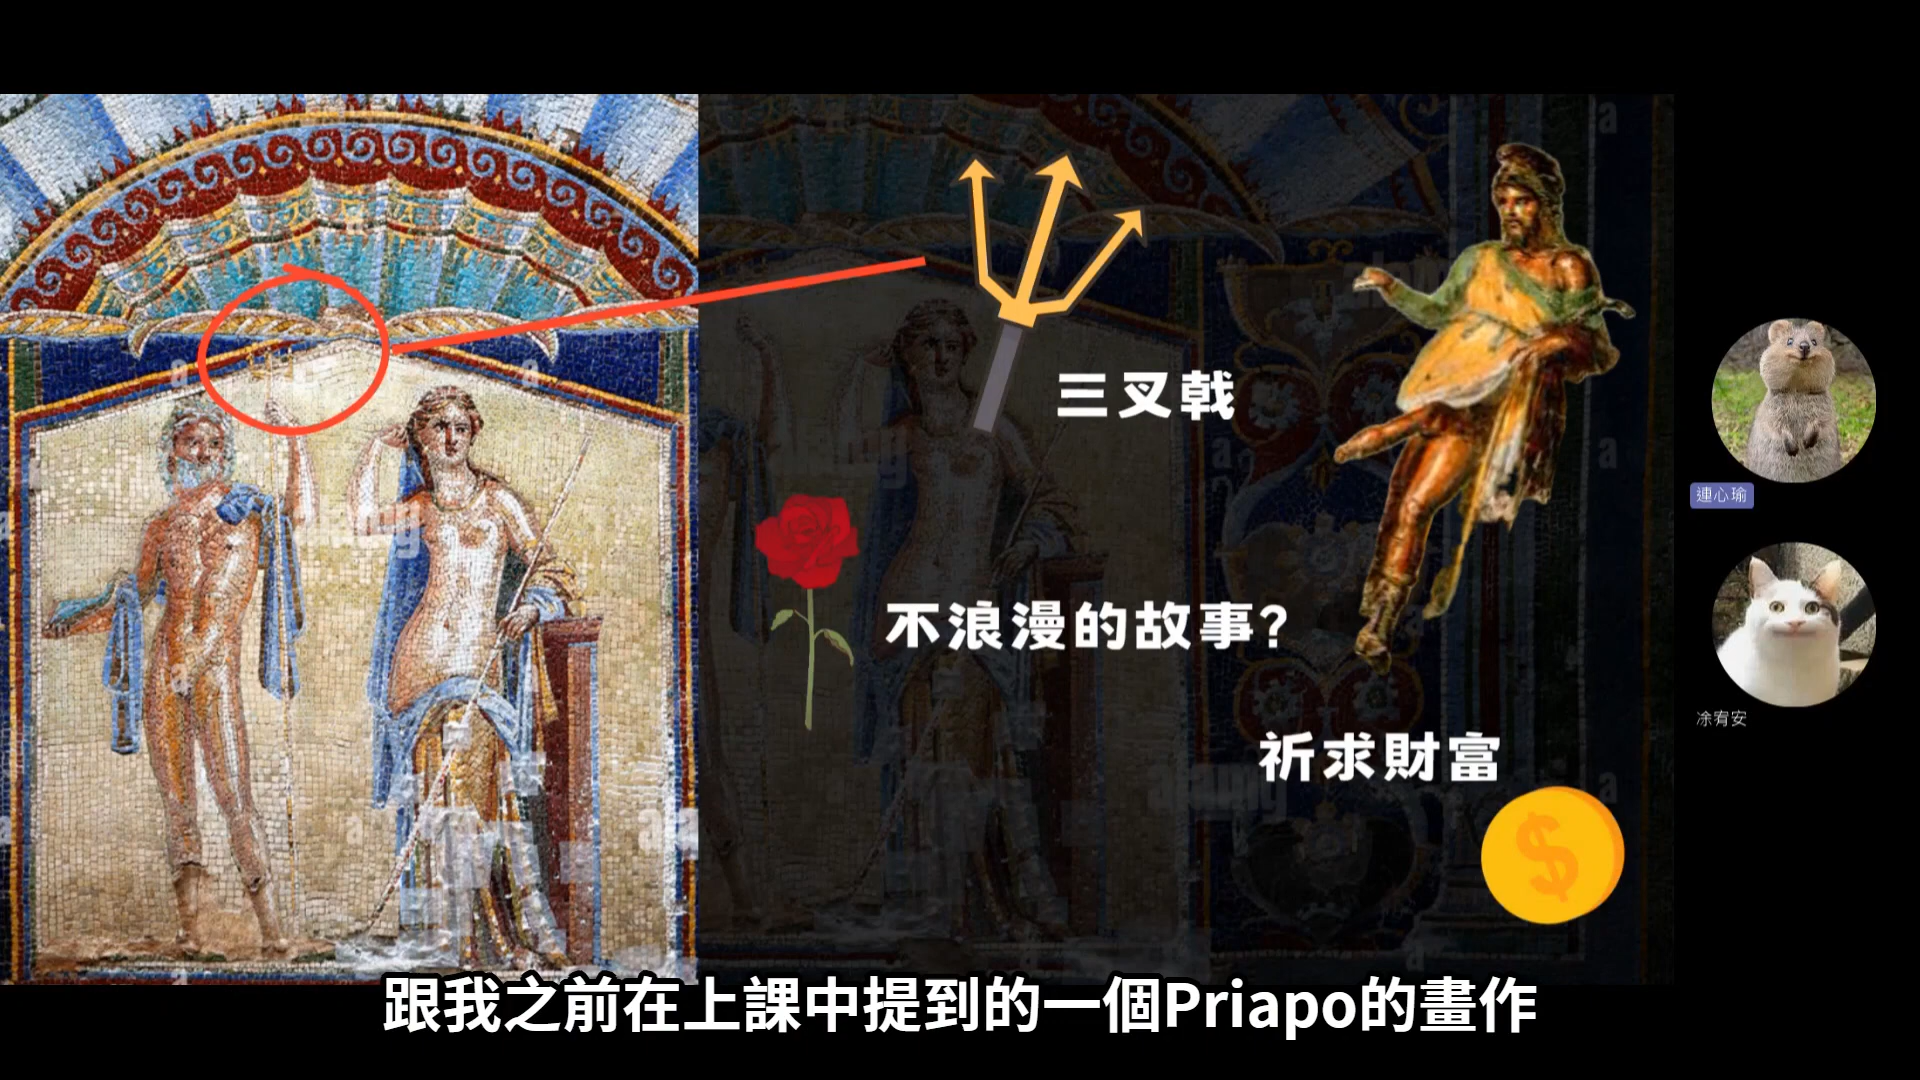 三叉戟
連心瑜
不浪漫的故事?
凃宥安
祈求財富
$
跟我之前在上課中提到的一個Priapo的畫作
alamy
a